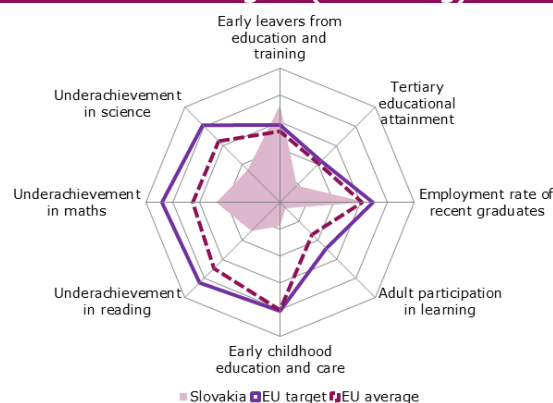 Early leavers from
education and
training
Tertiary
educational
attainment
Employment rate of
recent graduates
Adult participation
in learning
Early childhood
education and care
Underachievement
in reading
Underachievement
in maths
Underachievement
in science
Slovakia EU target EU average